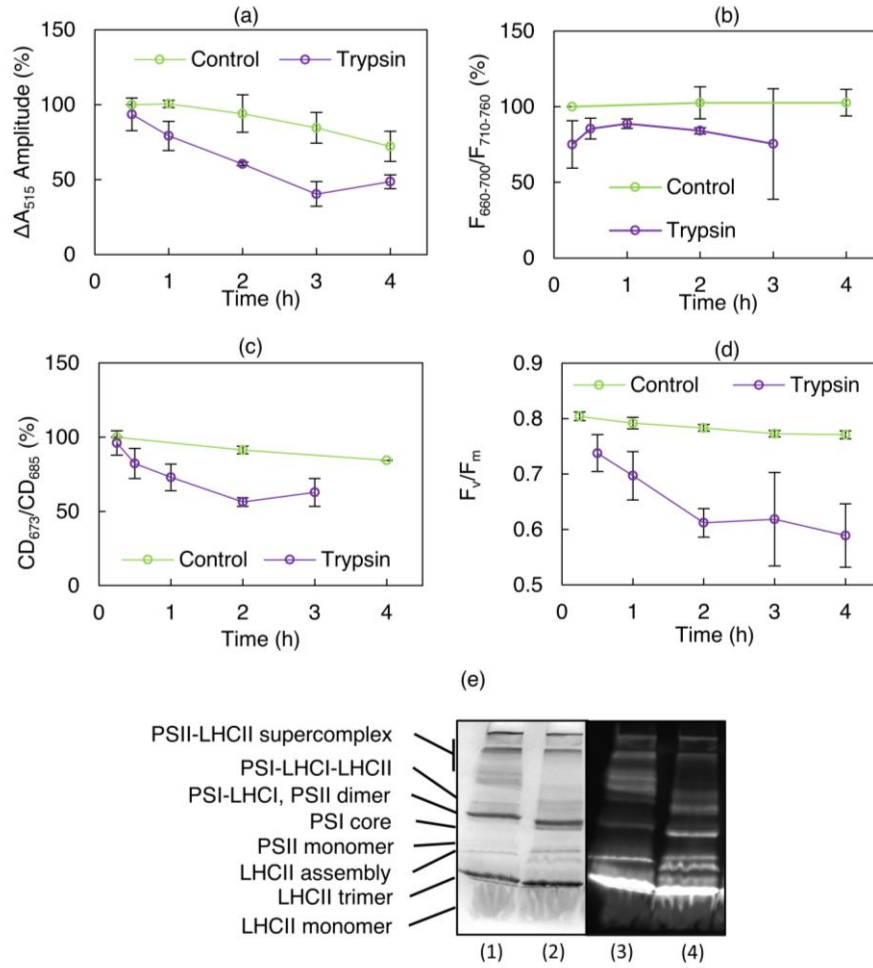 (a)
150
100
50
0
ΔA515 Amplitude (%)
Control
Trypsin
0 1 2 3 4
Time (h)
(b)
150
100
50
0
F660-700/F710-760 (%)
Control
Trypsin
0 1 2 3 4
Time (h)
(c)
150
100
50
0
CD673/CD685 (%)
Control
Trypsin
0 1 2 3 4
Time (h)
(d)
0.9
0.8
0.7
0.6
0.5
Fv/Fm
Control
Trypsin
0 1 2 3 4
Time (h)
(e)
PSII-LHCII supercomplex
PSI-LHCI-LHCII
PSI-LHCI, PSII dimer
PSI core
PSII monomer
LHCII assembly
LHCII trimer
LHCII monomer
(1) (2) (3) (4)